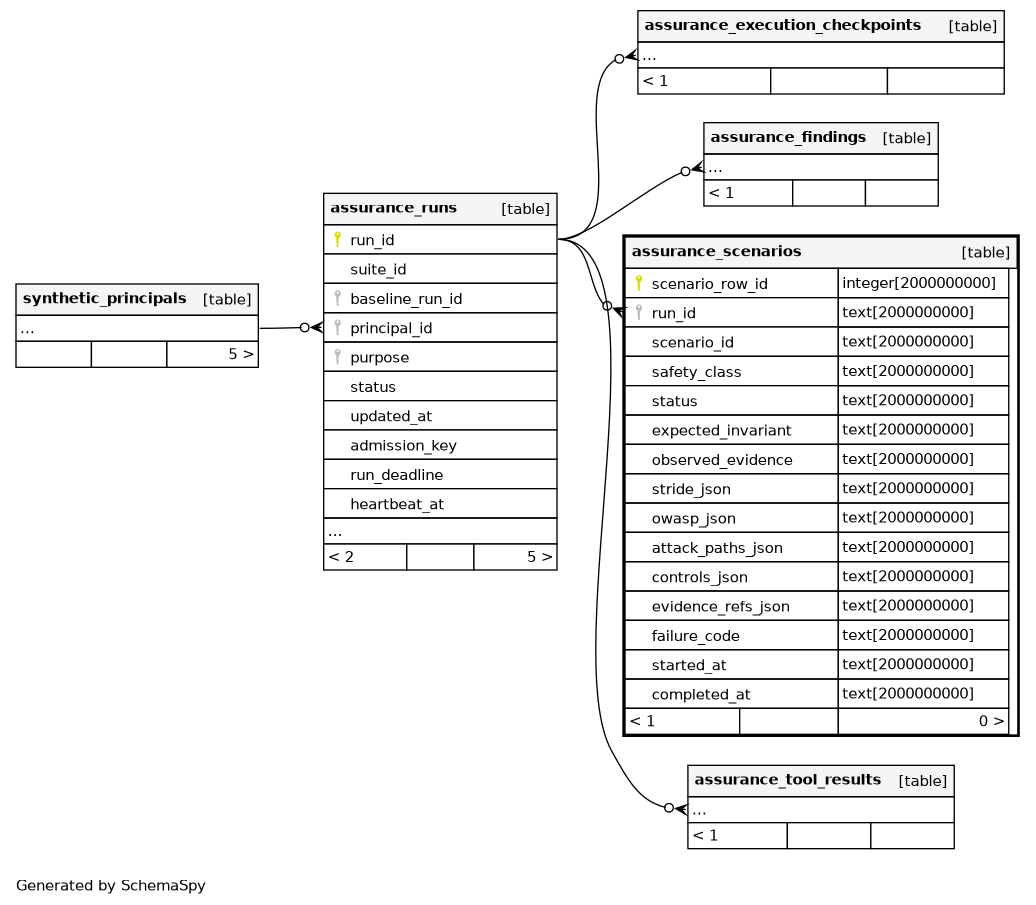 assurance_execution_checkpoints [table]
...
< 1
assurance_findings [table]
...
< 1
assurance_runs [table]
run_id
suite_id
baseline_run_id
principal_id
purpose
status
updated_at
admission_key
run_deadline
heartbeat_at
...
< 2 5 >
synthetic_principals [table]
...
5 >
assurance_scenarios [table]
scenario_row_id integer[2000000000]
run_id text[2000000000]
scenario_id text[2000000000]
safety_class text[2000000000]
status text[2000000000]
expected_invariant text[2000000000]
observed_evidence text[2000000000]
stride_json text[2000000000]
owasp_json text[2000000000]
attack_paths_json text[2000000000]
controls_json text[2000000000]
evidence_refs_json text[2000000000]
failure_code text[2000000000]
started_at text[2000000000]
completed_at text[2000000000]
< 1 0 >
assurance_tool_results [table]
...
< 1
Generated by SchemaSpy